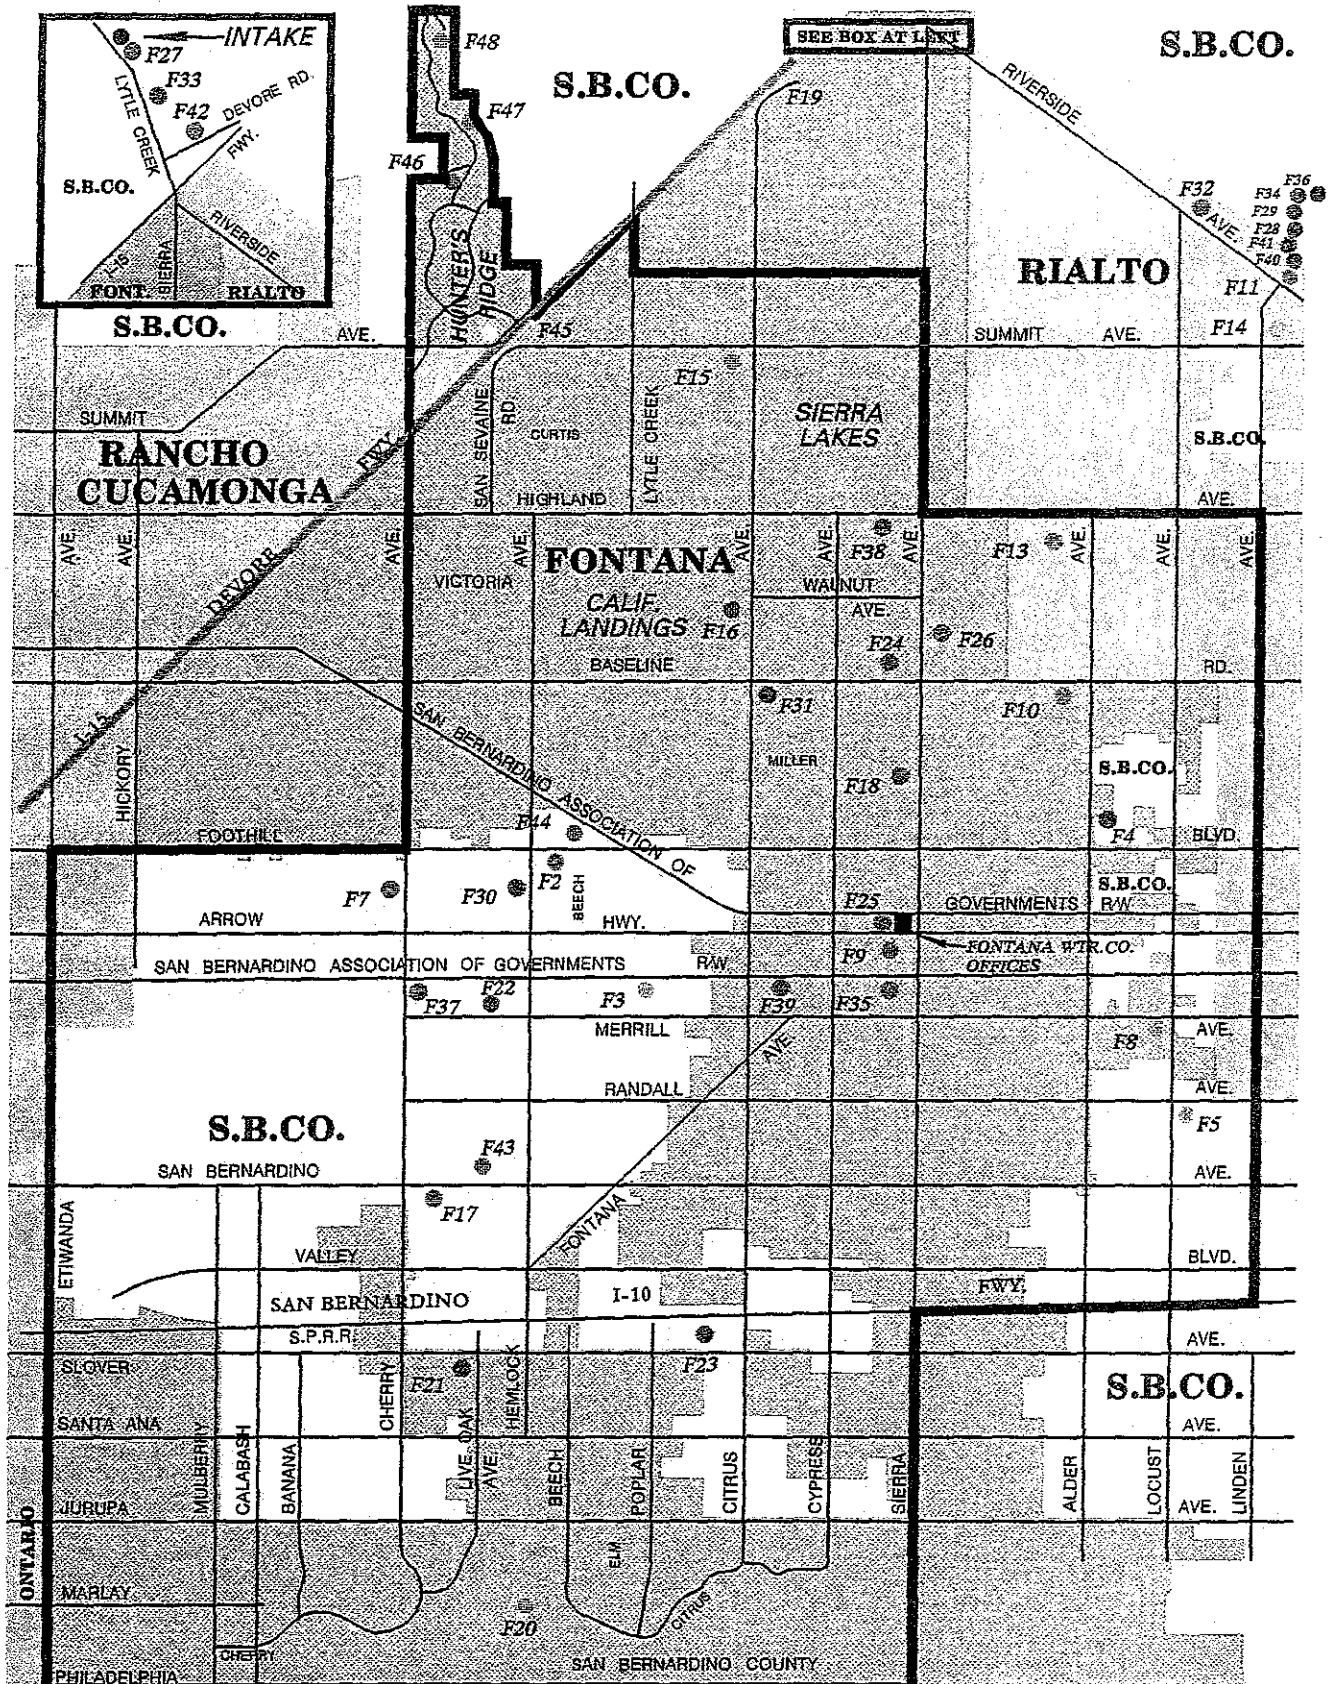 INTAKE
F27
F33
F42
DEVORE RD.
LYTLE CREEK
FWY.
S.B.CO.
RIVERSIDE
I-15
SIERRA
FONT.
RIALTO
S.B.CO.
F48
F47
F46
HUNTER'S
RIDGE
F45
S.B.CO.
SEE BOX AT LEFT
F19
S.B.CO.
RIVERSIDE
AVE.
F32
F36
F34
F29
F28
F41
F40
F11
F14
RIALTO
AVE.
SUMMIT
AVE.
SUMMIT
RANCHO
CUCAMONGA
FWY.
SAN SEVAINE
RD.
CURTIS
LYTLE CREEK
F15
SIERRA
LAKES
S.B.CO.
HIGHLAND
AVE.
AVE.
AVE.
AVE.
AVE.
AVE.
AVE.
AVE.
AVE.
AVE.
AVE.
DEVORE
VICTORIA
FONTANA
CALIF.
LANDINGS
F16
F38
WALNUT
AVE.
F13
F24
F26
BASELINE
RD.
I-15
HICKORY
SAN BERNARDINO ASSOCIATION OF
F31
MILLER
F18
F10
S.B.CO.
F4
FOOTHILL
F44
BLVD.
F7
F30
F2
BEECH
S.B.CO.
F25
GOVERNMENTS R/W
ARROW
HWY.
FONTANA WTR.CO.
OFFICES
F9
SAN BERNARDINO ASSOCIATION OF GOVERNMENTS R/W
F37
F22
F3
F39
F35
MERRILL
AVE.
AVE.
F8
RANDALL
AVE.
S.B.CO.
F43
F5
SAN BERNARDINO
AVE.
F17
FONTANA
ETIWANDA
VALLEY
BLVD.
SAN BERNARDINO
I-10
FWY.
S.P.R.R.
AVE.
SLOVER
F21
F23
S.B.CO.
SANTA ANA
AVE.
MULBERRY
CALABASH
BANANA
CHERRY
LIVE OAK
AVE.
HEMLOCK
BEECH
POPLAR
CITRUS
CYPRESS
SIERRA
ALDER
LOCUST
LINDEN
JURUPA
AVE.
ONTARIO
ELM
MARLAY
CITRUS
F20
CHERRY
SAN BERNARDINO COUNTY
PHILADELPHIA